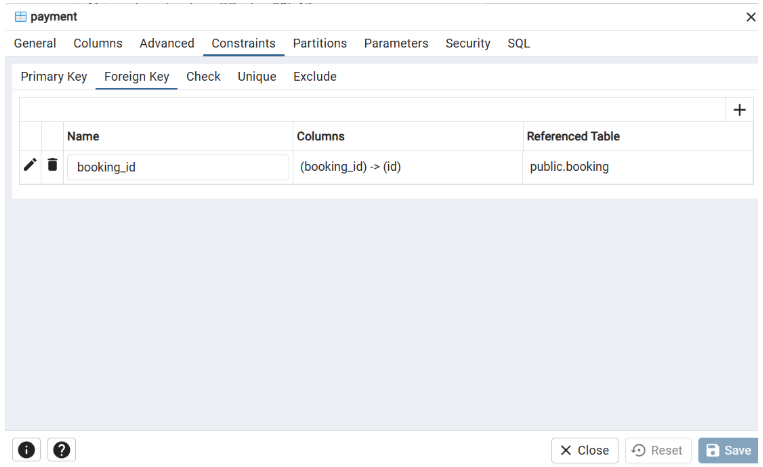 payment
General Columns Advanced Constraints Partitions Parameters Security SQL
Primary Key Foreign Key Check Unique Exclude
Name Columns Referenced Table
booking_id (booking_id) -> (id) public.booking
Close Reset Save